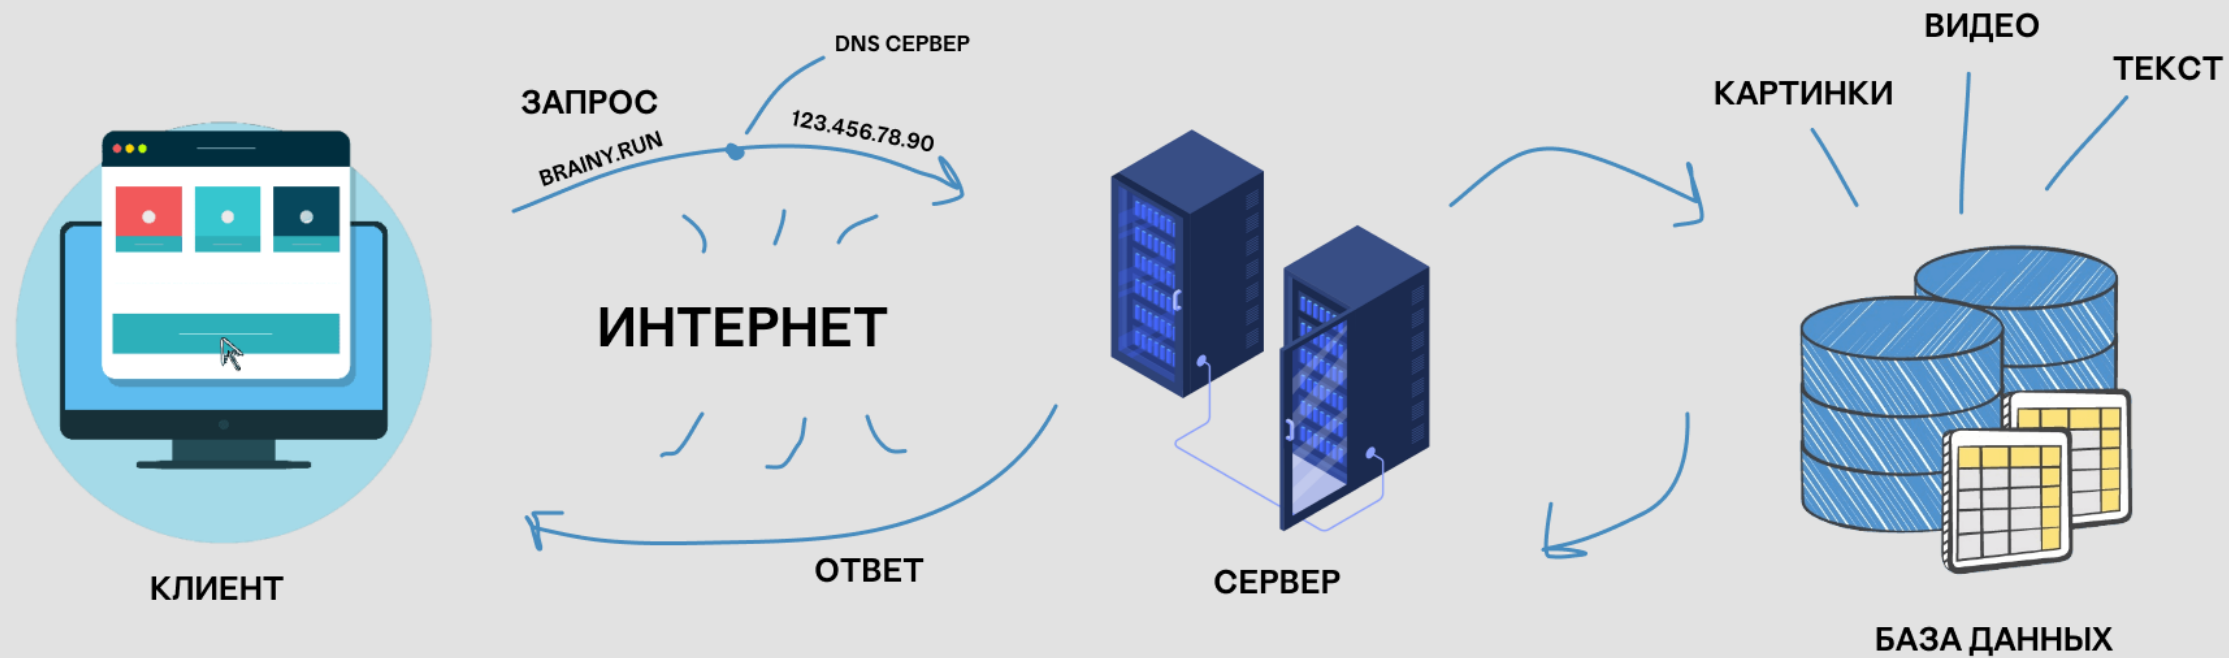 DNS СЕРВЕР
ЗАПРОС
BRAINY.RUN
123.456.78.90
ИНТЕРНЕТ
ОТВЕТ
КЛИЕНТ
СЕРВЕР
КАРТИНКИ
ВИДЕО
ТЕКСТ
БАЗА ДАННЫХ